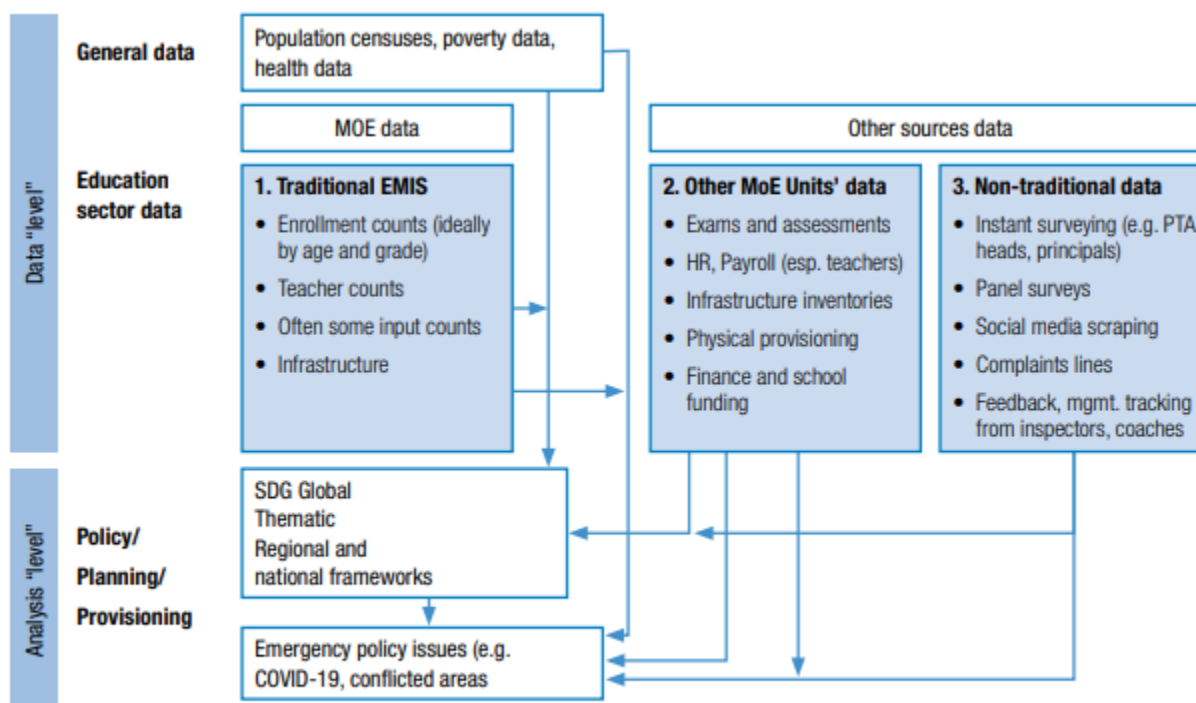 General data
Population censuses, poverty data,
health data
MOE data
Other sources data
Data "level"
Education
sector data
1. Traditional EMIS
• Enrollment counts (ideally
by age and grade)
• Teacher counts
• Often some input counts
• Infrastructure
2. Other MoE Units' data
• Exams and assessments
• HR, Payroll (esp. teachers)
• Infrastructure inventories
• Physical provisioning
• Finance and school
funding
3. Non-traditional data
• Instant surveying (e.g. PTA
heads, principals)
• Panel surveys
• Social media scraping
• Complaints lines
• Feedback, mgmt. tracking
from inspectors, coaches
Analysis "level"
Policy/
Planning/
Provisioning
SDG Global
Thematic
Regional and
national frameworks
Emergency policy issues (e.g.
COVID-19, conflicted areas